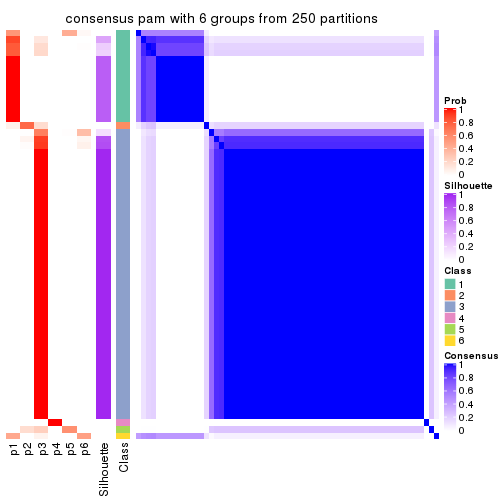 consensus pam with 6 groups from 250 partitions
Prob
1
0.8
0.6
0.4
0.2
0
Silhouette
1
0.8
0.6
0.4
0.2
0
Class
1
2
3
4
5
6
Consensus
1
0.8
0.6
0.4
0.2
0
p1
p2
p3
p4
p5
p6
Silhouette
Class